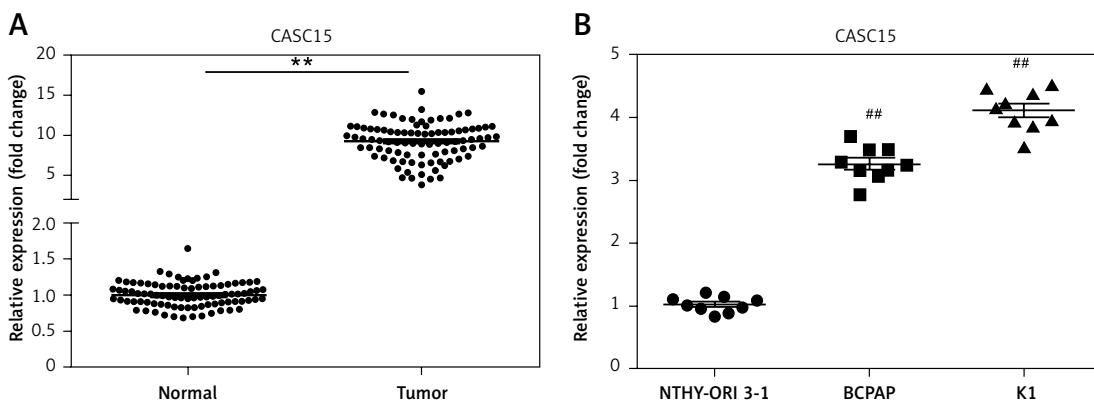 A
CASC15
Relative expression (fold change)
20
15
10
5
2.0
1.5
1.0
0.5
0
**
Normal
Tumor
B
CASC15
Relative expression (fold change)
5
4
3
2
1
0
##
##
NTHY-ORI 3-1
BCPAP
K1